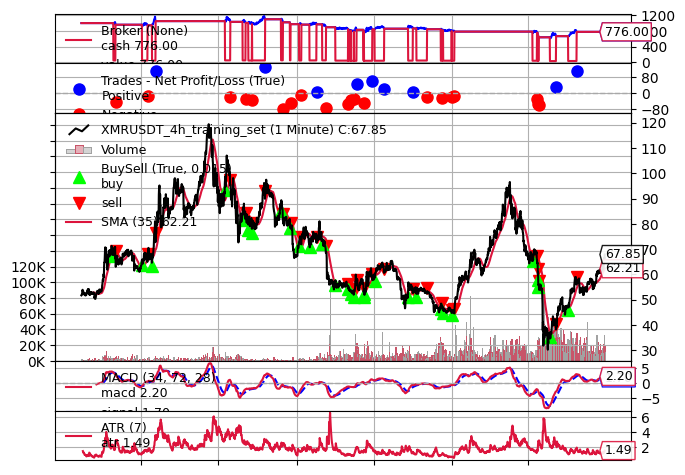 Broker (None)
cash 776.00
value 776.00
1200
800
400
0
776.00
Trades - Net Profit/Loss (True)
Positive
Negative
80
0
−80
XMRUSDT_4h_training_set (1 Minute) C:67.85
Volume
BuySell (True, 0.015)
buy
sell
SMA (35) 62.21
120
110
100
90
80
70
60
50
40
30
67.85
62.21
120K
100K
80K
60K
40K
20K
0K
MACD (34, 72, 28)
macd 2.20
signal 1.79
5
0
−5
2.20
ATR (7)
atr 1.49
6
4
2
1.49